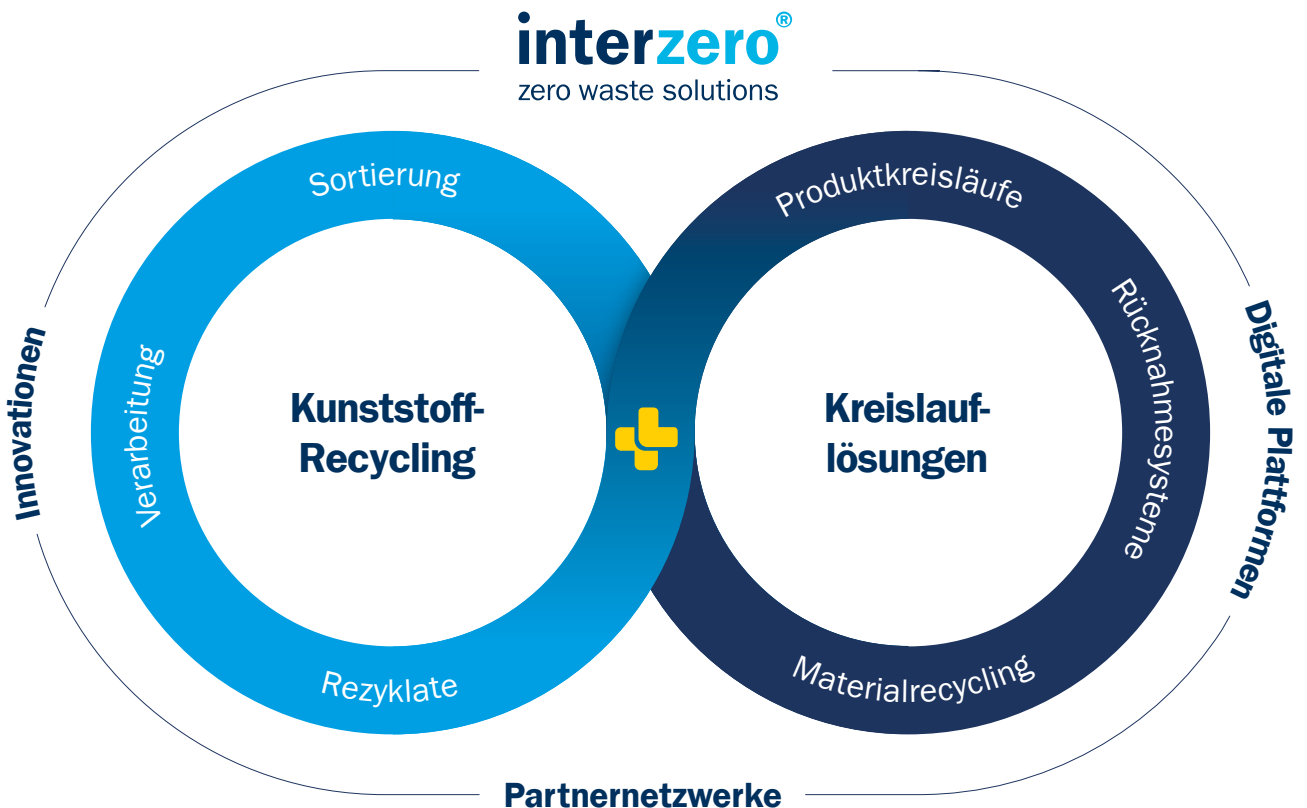 interzero®
zero waste solutions
Sortierung
Verarbeitung
Rezyklate
Kunststoff-
Recycling
Produktkreisläufe
Rücknahmesysteme
Materialrecycling
Kreislauf-
lösungen
Innovationen
Digitale Plattformen
Partnernetzwerke